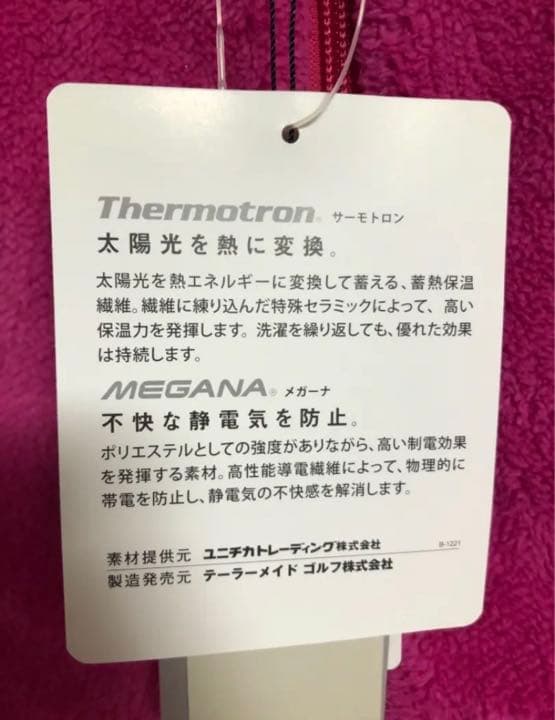 Thermotron® サーモトロン
太陽光を熱に変換。
太陽光を熱エネルギーに変換して蓄える、蓄熱保温
繊維。繊維に練り込んだ特殊セラミックによって、高い
保温力を発揮します。洗濯を繰り返しても、優れた効果
は持続します。
MEGANA® メガーナ
不快な静電気を防止。
ポリエステルとしての強度がありながら、高い制電効果
を発揮する素材。高性能導電繊維によって、物理的に
帯電を防止し、静電気の不快感を解消します。
素材提供元 ユニチカトレーディング株式会社 B-1221
製造発売元 テーラーメイド ゴルフ株式会社